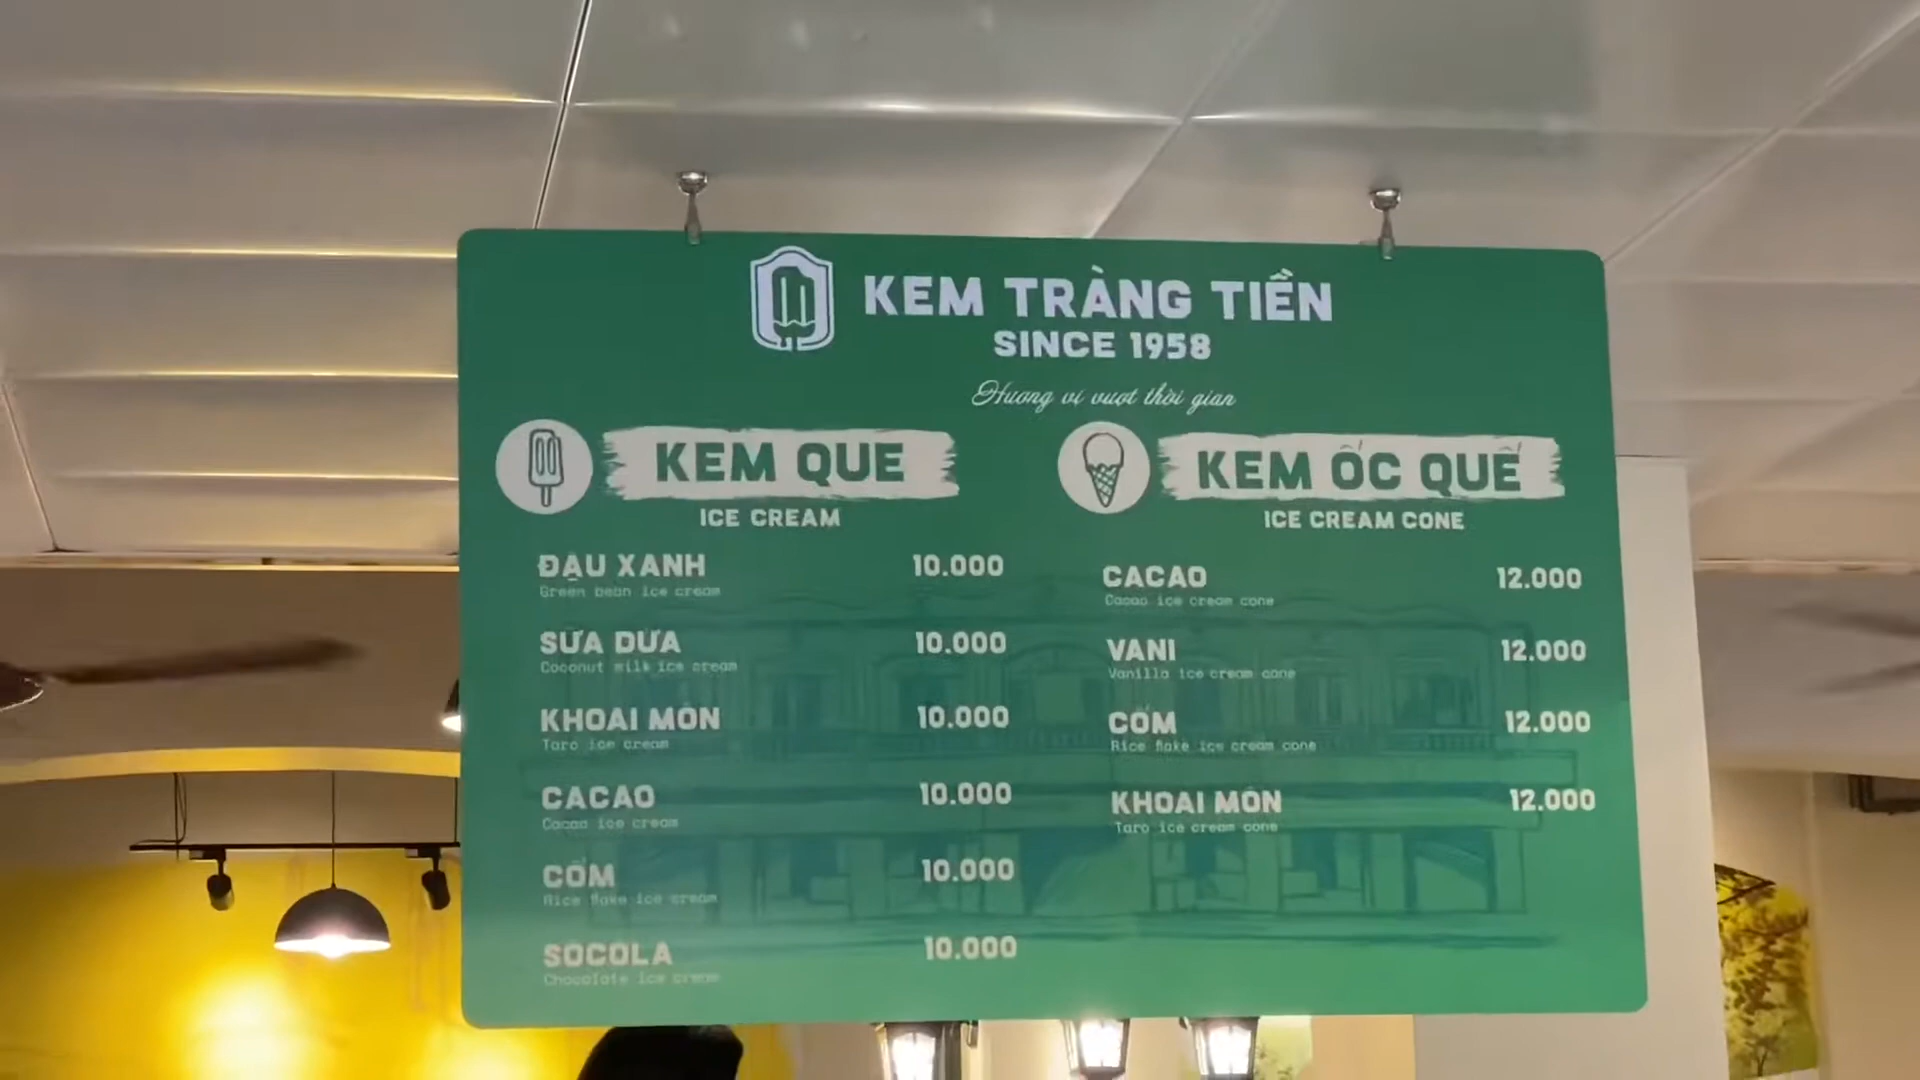 KEM TRÀNG TIỀN
SINCE 1958
Hương vị vượt thời gian
KEM QUE
ICE CREAM
ĐẬU XANH 10.000
Green bean ice cream
SỮA DỪA 10.000
Coconut milk ice cream
KHOAI MÔN 10.000
Taro ice cream
CACAO 10.000
Cacao ice cream
CỐM 10.000
Rice flake ice cream
SOCOLA 10.000
Chocolate ice cream
KEM ỐC QUẾ
ICE CREAM CONE
CACAO 12.000
Cacao ice cream cone
VANI 12.000
Vanilla ice cream cone
CỐM 12.000
Rice flake ice cream cone
KHOAI MÔN 12.000
Taro ice cream cone